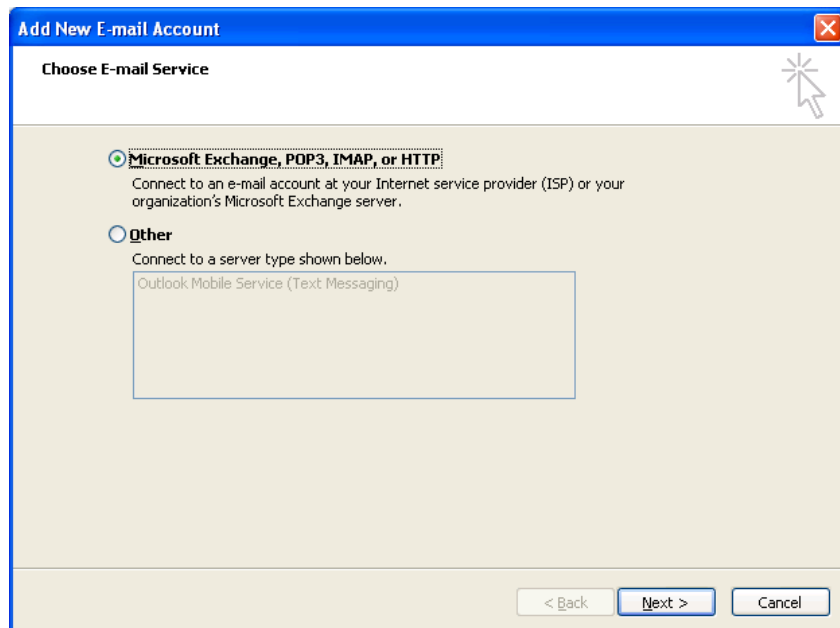 Add New E-mail Account
Choose E-mail Service
Microsoft Exchange, POP3, IMAP, or HTTP
Connect to an e-mail account at your Internet service provider (ISP) or your
organization's Microsoft Exchange server.
Other
Connect to a server type shown below.
Outlook Mobile Service (Text Messaging)
< Back
Next >
Cancel